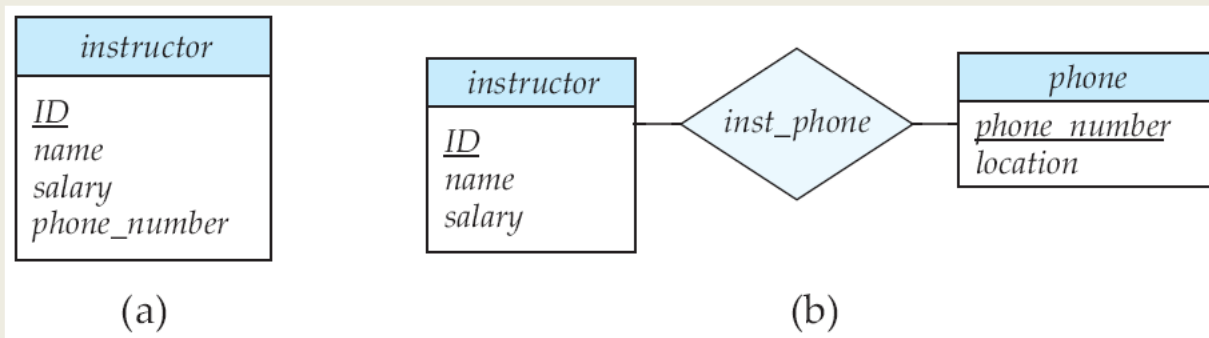 instructor
ID
name
salary
phone_number
(a)
instructor
ID
name
salary
inst_phone
phone
phone_number
location
(b)